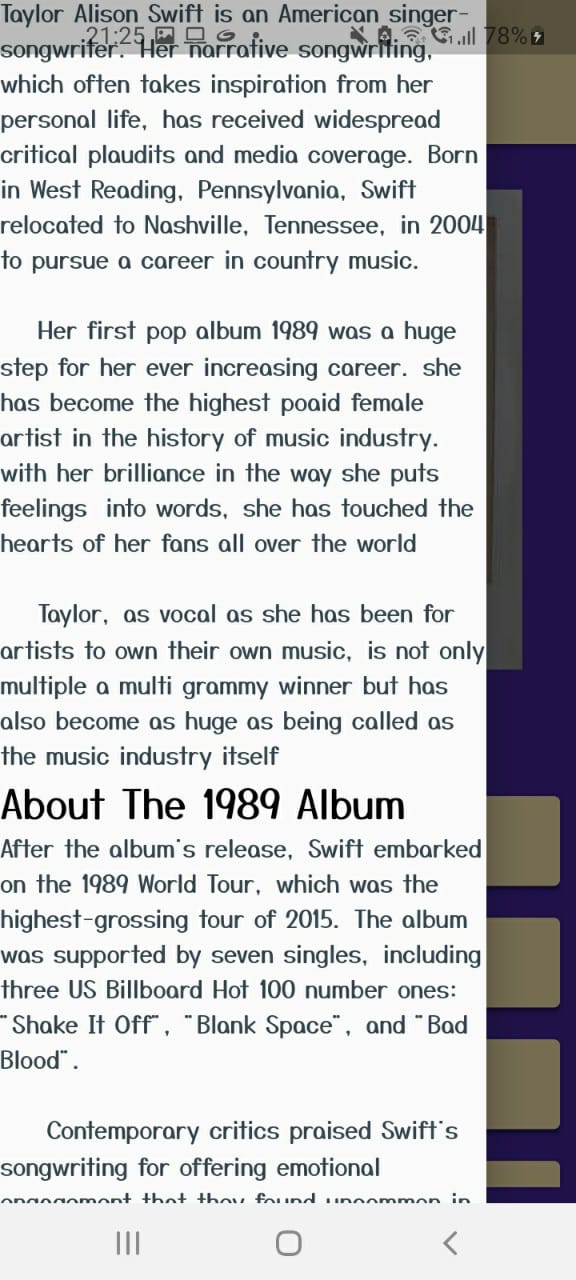 Taylor Alison Swift is an American singer-
21:25 78%
songwriter. Her narrative songwriting,
which often takes inspiration from her
personal life, has received widespread
critical plaudits and media coverage. Born
in West Reading, Pennsylvania, Swift
relocated to Nashville, Tennessee, in 2004
to pursue a career in country music.
Her first pop album 1989 was a huge
step for her ever increasing career. she
has become the highest poaid female
artist in the history of music industry.
with her brilliance in the way she puts
feelings into words, she has touched the
hearts of her fans all over the world
Taylor, as vocal as she has been for
artists to own their own music, is not only
multiple a multi grammy winner but has
also become as huge as being called as
the music industry itself
About The 1989 Album
After the album's release, Swift embarked
on the 1989 World Tour, which was the
highest-grossing tour of 2015. The album
was supported by seven singles, including
three US Billboard Hot 100 number ones:
"Shake It Off", "Blank Space", and "Bad
Blood".
Contemporary critics praised Swift's
songwriting for offering emotional
engagement that they found uncommon in